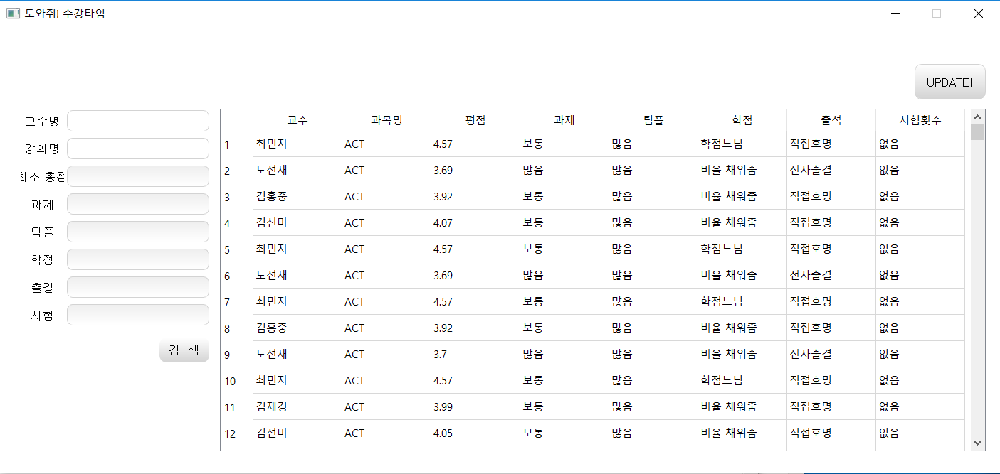 도와줘! 수강타임
UPDATE!
교수명
강의명
최소 총점
과제
팀플
학점
출결
시험
검 색
교수 과목명 평점 과제 팀플 학점 출석 시험횟수
1 최민지 ACT 4.57 보통 많음 학점느님 직접호명 없음
2 도선재 ACT 3.69 많음 많음 비율 채워줌 전자출결 없음
3 김홍중 ACT 3.92 보통 많음 비율 채워줌 직접호명 없음
4 김선미 ACT 4.07 보통 많음 비율 채워줌 직접호명 없음
5 최민지 ACT 4.57 보통 많음 학점느님 직접호명 없음
6 도선재 ACT 3.69 많음 많음 비율 채워줌 전자출결 없음
7 최민지 ACT 4.57 보통 많음 학점느님 직접호명 없음
8 김홍중 ACT 3.92 보통 많음 비율 채워줌 직접호명 없음
9 도선재 ACT 3.7 많음 많음 비율 채워줌 전자출결 없음
10 최민지 ACT 4.57 보통 많음 학점느님 직접호명 없음
11 김재경 ACT 3.99 보통 많음 비율 채워줌 직접호명 없음
12 김선미 ACT 4.05 보통 많음 비율 채워줌 직접호명 없음